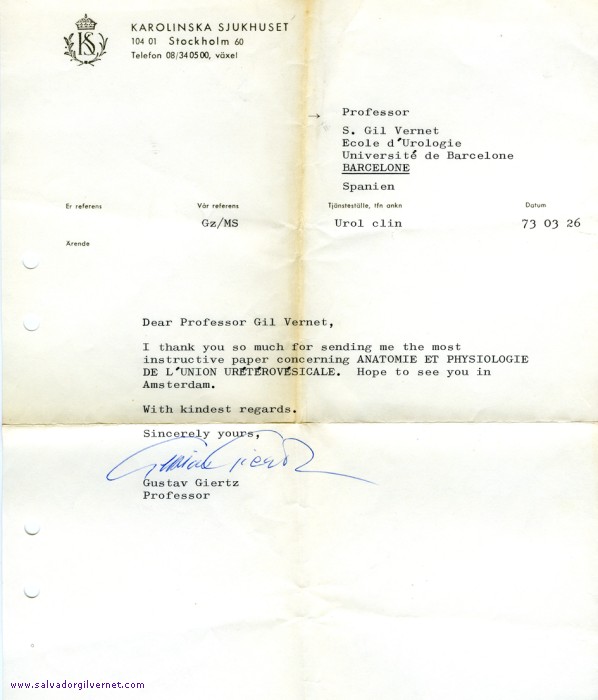 KS
KAROLINSKA SJUKHUSET
104 01 Stockholm 60
Telefon 08/34 05 00, växel
→ Professor
S. Gil Vernet
Ecole d'Urologie
Université de Barcelone
BARCELONE
Spanien
Er referens Vår referens Tjänsteställe, tfn ankn Datum
Gz/MS Urol clin 73 03 26
Ärende
Dear Professor Gil Vernet,
I thank you so much for sending me the most
instructive paper concerning ANATOMIE ET PHYSIOLOGIE
DE L'UNION URÉTÉROVÉSICALE. Hope to see you in
Amsterdam.
With kindest regards.
Sincerely yours,
Gustav Giertz
Gustav Giertz
Professor
www.salvadorgilvernet.com